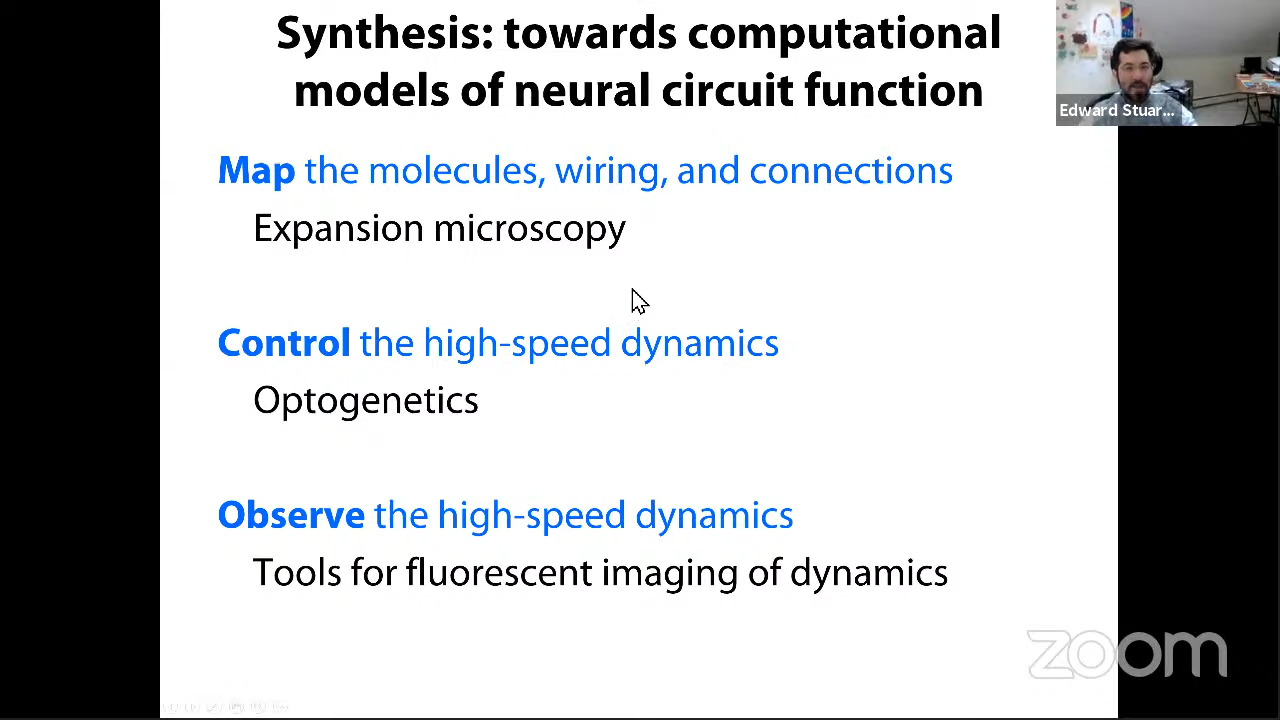 Synthesis: towards computational
models of neural circuit function
Edward Stuar...
Map the molecules, wiring, and connections
Expansion microscopy
Control the high-speed dynamics
Optogenetics
Observe the high-speed dynamics
Tools for fluorescent imaging of dynamics
zoom